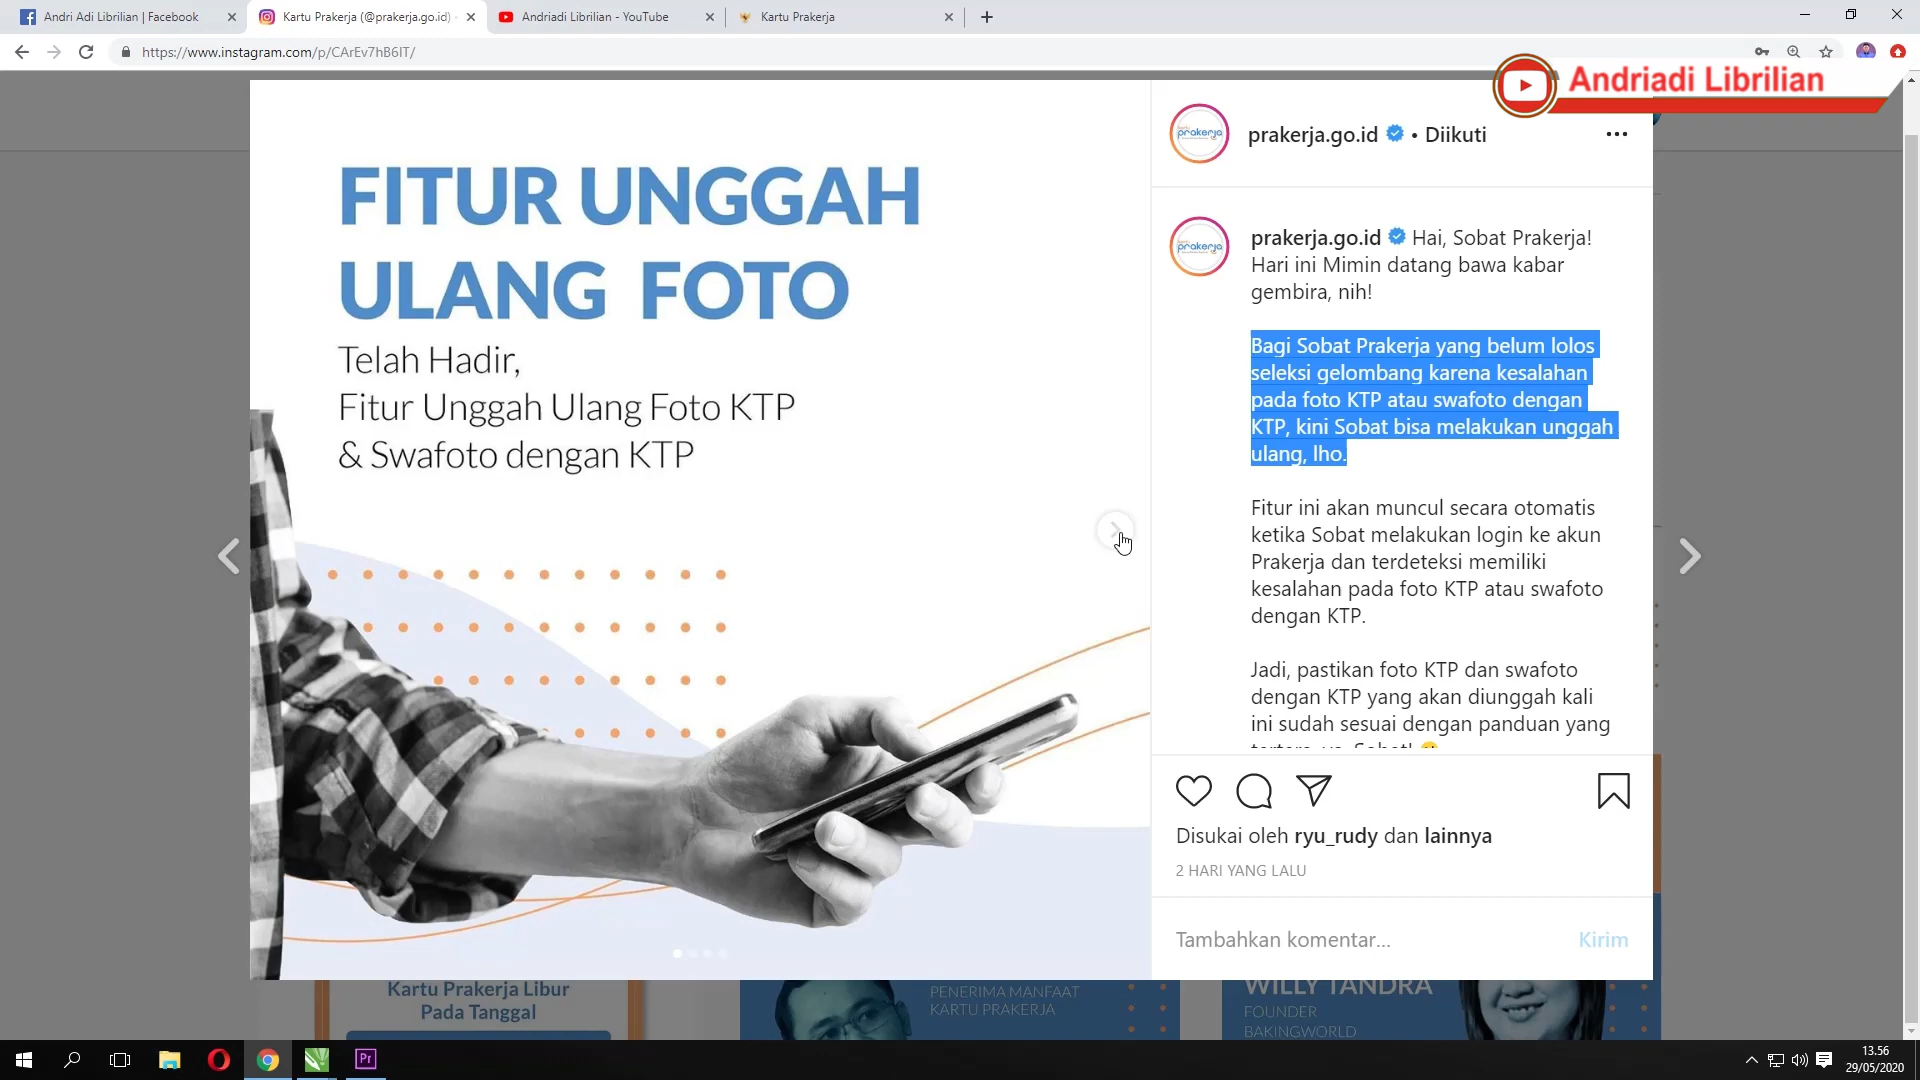 Andri Adi Librilian | Facebook
Kartu Prakerja (@prakerja.go.id)
Andriadi Librilian - YouTube
Kartu Prakerja
https://www.instagram.com/p/CArEv7hB6IT/
Andriadi Librilian
FITUR UNGGAH
ULANG FOTO
Telah Hadir,
Fitur Unggah Ulang Foto KTP
& Swafoto dengan KTP
prakerja
prakerja.go.id • Diikuti
prakerja
prakerja.go.id Hai, Sobat Prakerja!
Hari ini Mimin datang bawa kabar
gembira, nih!
Bagi Sobat Prakerja yang belum lolos
seleksi gelombang karena kesalahan
pada foto KTP atau swafoto dengan
KTP, kini Sobat bisa melakukan unggah
ulang, lho.
Fitur ini akan muncul secara otomatis
ketika Sobat melakukan login ke akun
Prakerja dan terdeteksi memiliki
kesalahan pada foto KTP atau swafoto
dengan KTP.
Jadi, pastikan foto KTP dan swafoto
dengan KTP yang akan diunggah kali
ini sudah sesuai dengan panduan yang
Disukai oleh ryu_rudy dan lainnya
2 HARI YANG LALU
Tambahkan komentar...
Kirim
Kartu Prakerja Libur
Pada Tanggal
PENERIMA MANFAAT
KARTU PRAKERJA
WILLY TANDRA
FOUNDER
BAKINGWORLD
Pr
13.56
29/05/2020